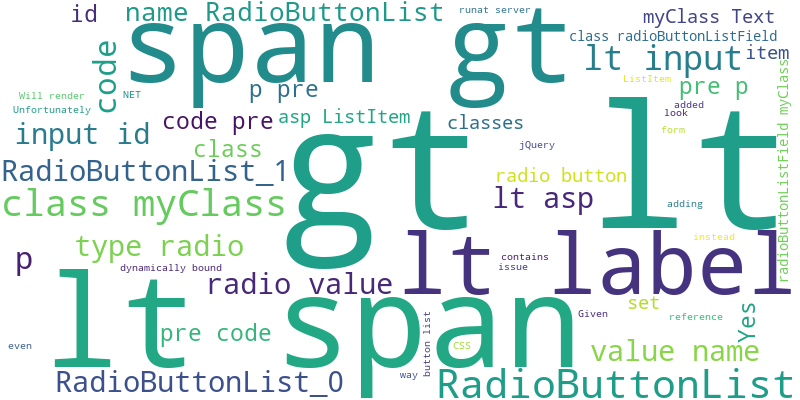 id
name RadioButtonList
runat server
myClass Text
span gt
class radioButtonListField
code
lt input
item
Will render
NET
p pre
ListItem
pre p
Unfortunately
code pre
asp ListItem
classes
added
look
input id
gt lt
form
class
jQuery
RadioButtonList_1
radio button
radioButtonListField myClass
class myClass
lt asp
adding
type radio
lt label
instead
p
dynamically bound
contains
issue
radio value
lt span
pre code
set
Given
reference
Yes
even
button list
CSS
value name
RadioButtonList_0
way
RadioButtonList